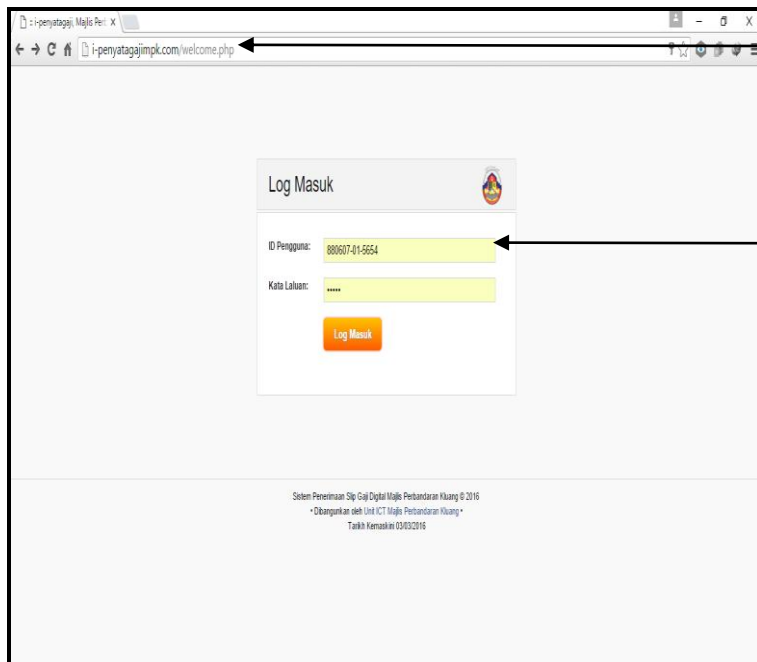 : i-penyatagaji, Majlis Per
i-penyatagajimpk.com/welcome.php
Log Masuk
ID Pengguna: 880607-01-5654
Kata Laluan: •••••
Log Masuk
Sistem Penerimaan Slip Gaji Digital Majlis Perbandaran Kluang © 2016
• Dibangunkan oleh Unit ICT Majlis Perbandaran Kluang •
Tarikh Kemaskini 03/03/2016